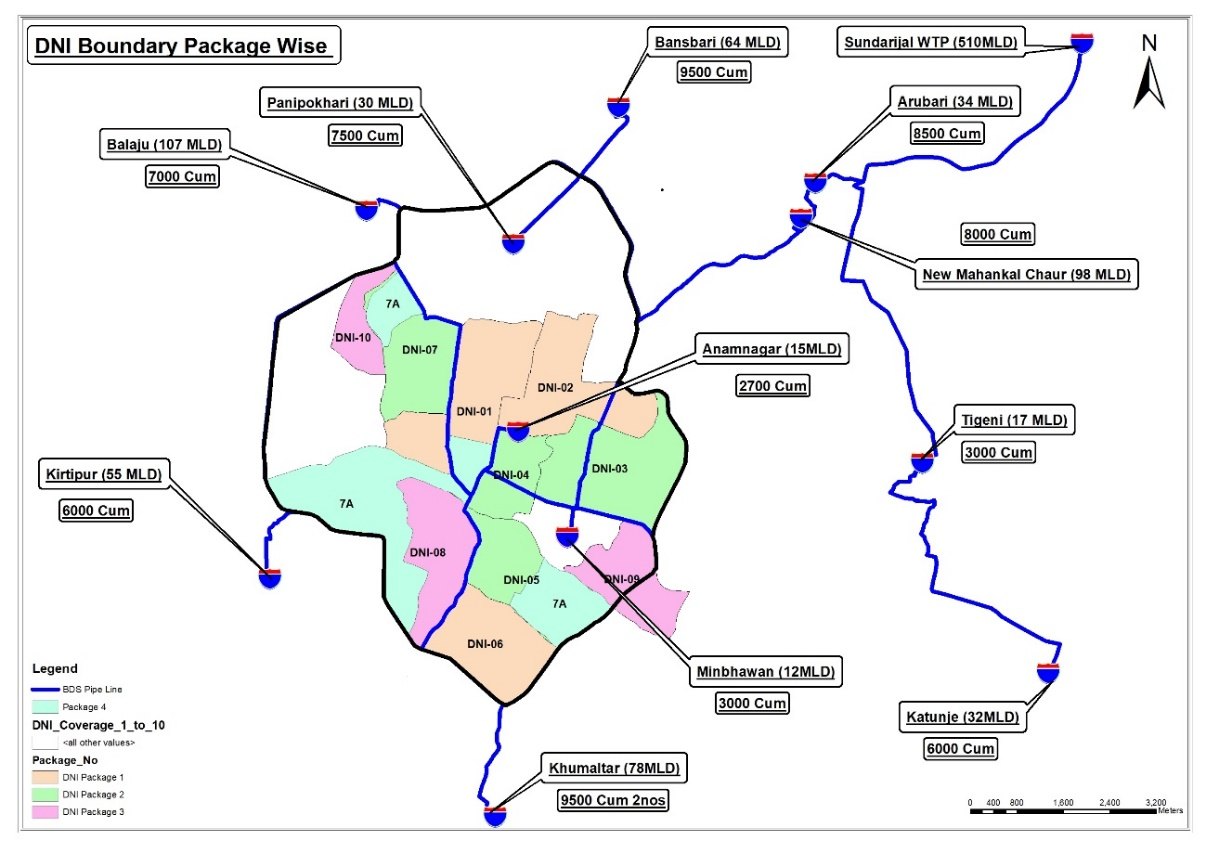 DNI Boundary Package Wise
Bansbari (64 MLD)
9500 Cum
Sundarijal WTP (510MLD)
N
Panipokhari (30 MLD)
7500 Cum
Arubari (34 MLD)
8500 Cum
Balaju (107 MLD)
7000 Cum
8000 Cum
New Mahankal Chaur (98 MLD)
7A
DNI-10
DNI-07
Anamnagar (15MLD)
2700 Cum
DNI-02
DNI-01
Tigeni (17 MLD)
3000 Cum
Kirtipur (55 MLD)
6000 Cum
DNI-04
DNI-03
7A
DNI-08
DNI-05
DNI-09
7A
DNI-06
Minbhawan (12MLD)
3000 Cum
Katunje (32MLD)
6000 Cum
Khumaltar (78MLD)
9500 Cum 2nos
Legend
BDS Pipe Line
Package 4
DNI_Coverage_1_to_10
<all other values>
Package_No
DNI Package 1
DNI Package 2
DNI Package 3
0 400 800 1,600 2,400 3,200
Meters